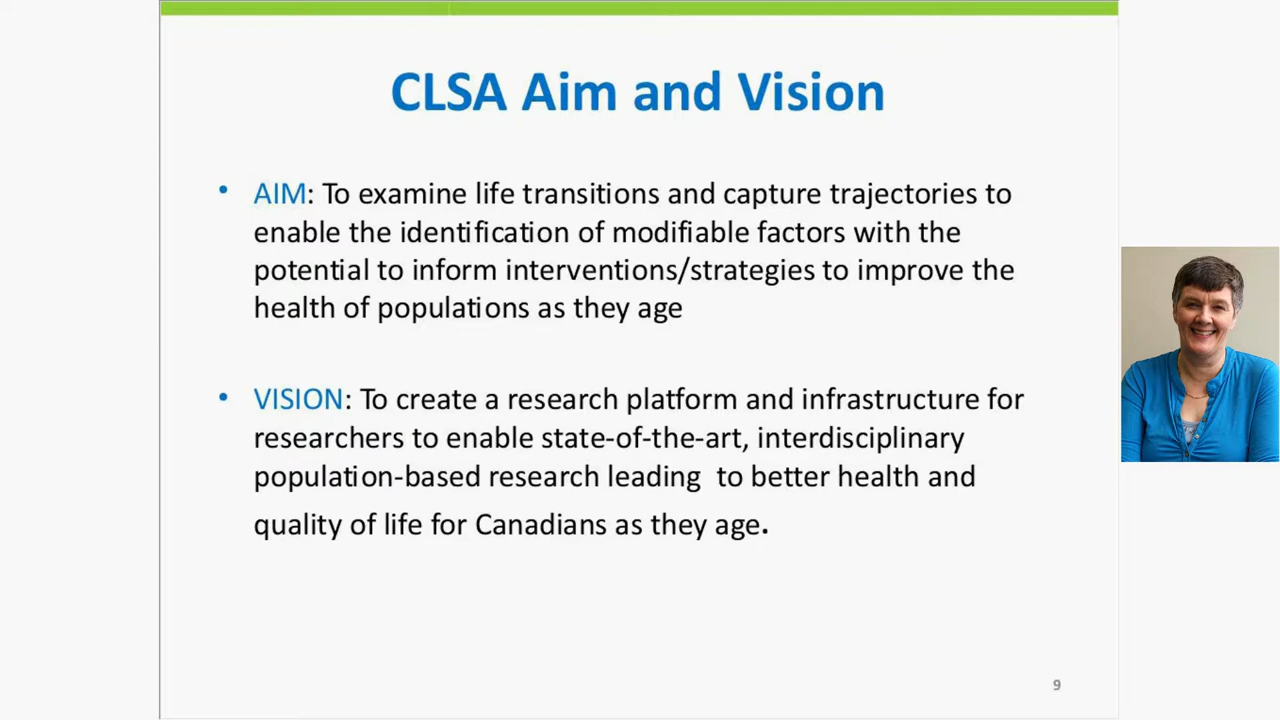 CLSA Aim and Vision
• AIM: To examine life transitions and capture trajectories to
enable the identification of modifiable factors with the
potential to inform interventions/strategies to improve the
health of populations as they age
• VISION: To create a research platform and infrastructure for
researchers to enable state-of-the-art, interdisciplinary
population-based research leading  to better health and
quality of life for Canadians as they age.
9